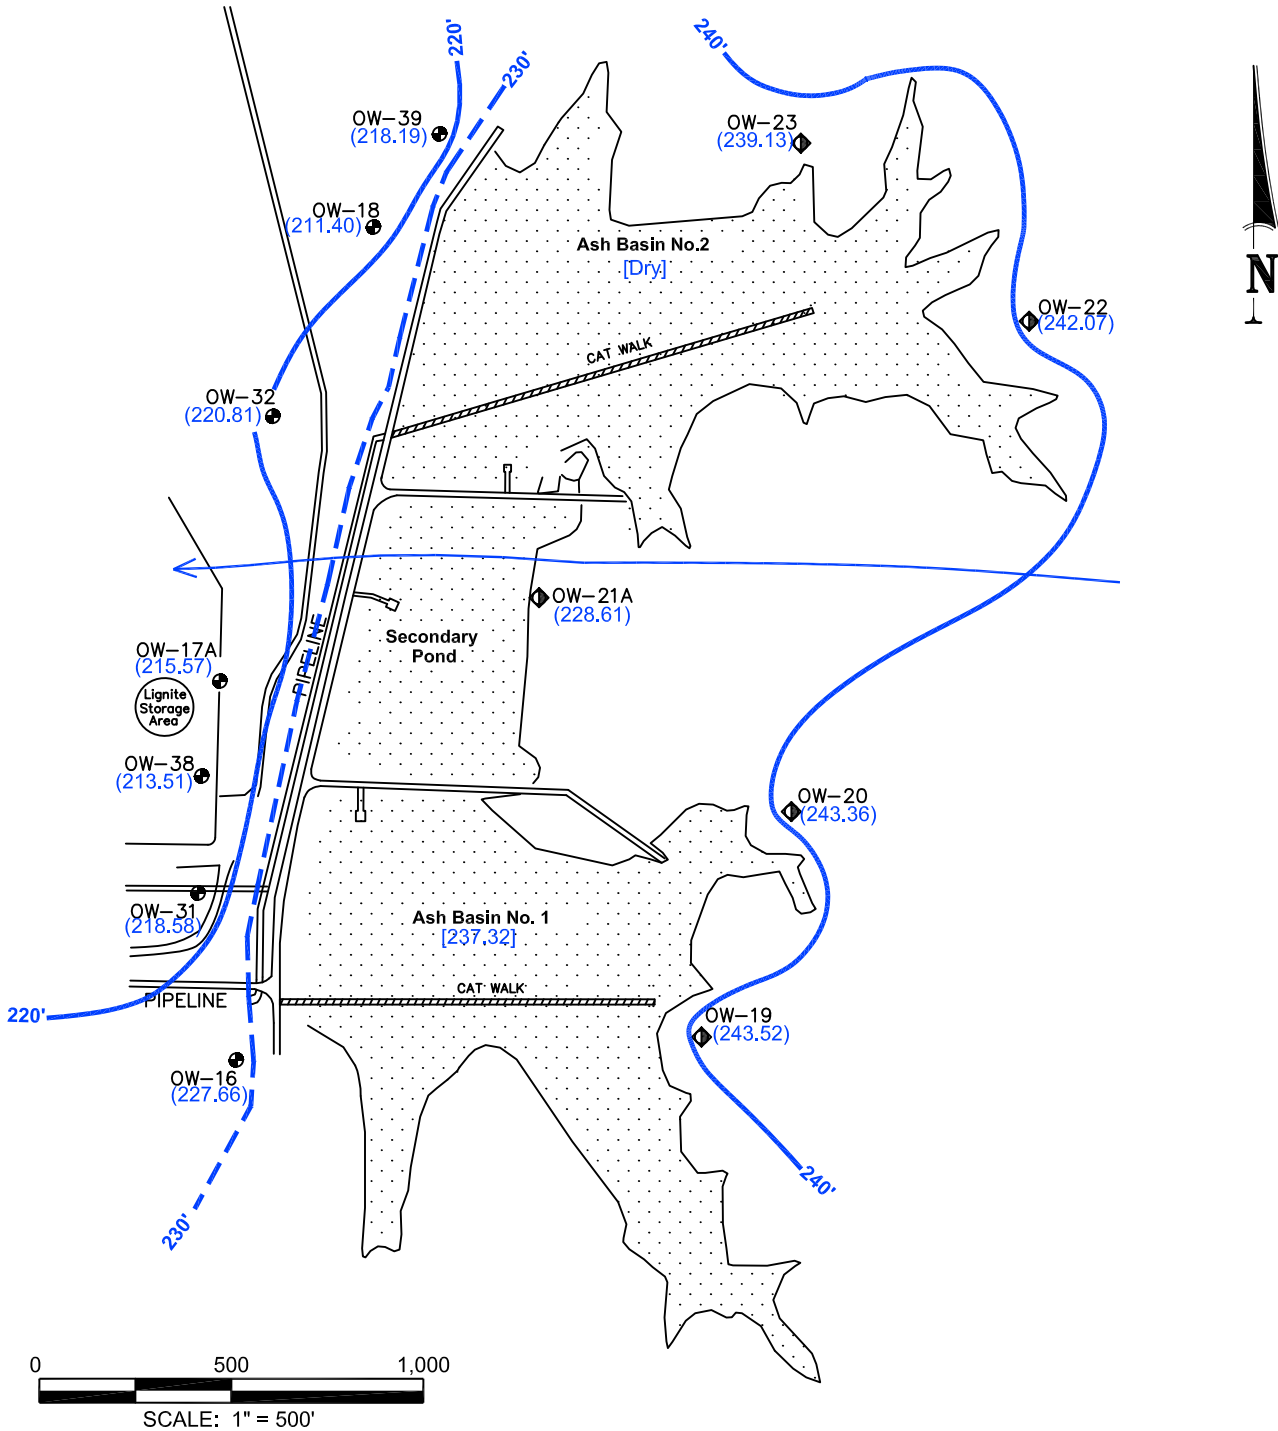 220'
230'
240'
OW-39
(218.19)
OW-23
(239.13)
OW-18
(211.40)
Ash Basin No.2
[Dry]
N
OW-22
(242.07)
CAT WALK
OW-32
(220.81)
OW-21A
(228.61)
PIPELINE
Secondary
Pond
OW-17A
(215.57)
Lignite
Storage
Area
OW-38
(213.51)
OW-20
(243.36)
OW-31
(218.58)
Ash Basin No. 1
[237.32]
CAT WALK
PIPELINE
220'
OW-19
(243.52)
OW-16
(227.66)
240'
230'
0 500 1,000
SCALE: 1" = 500'